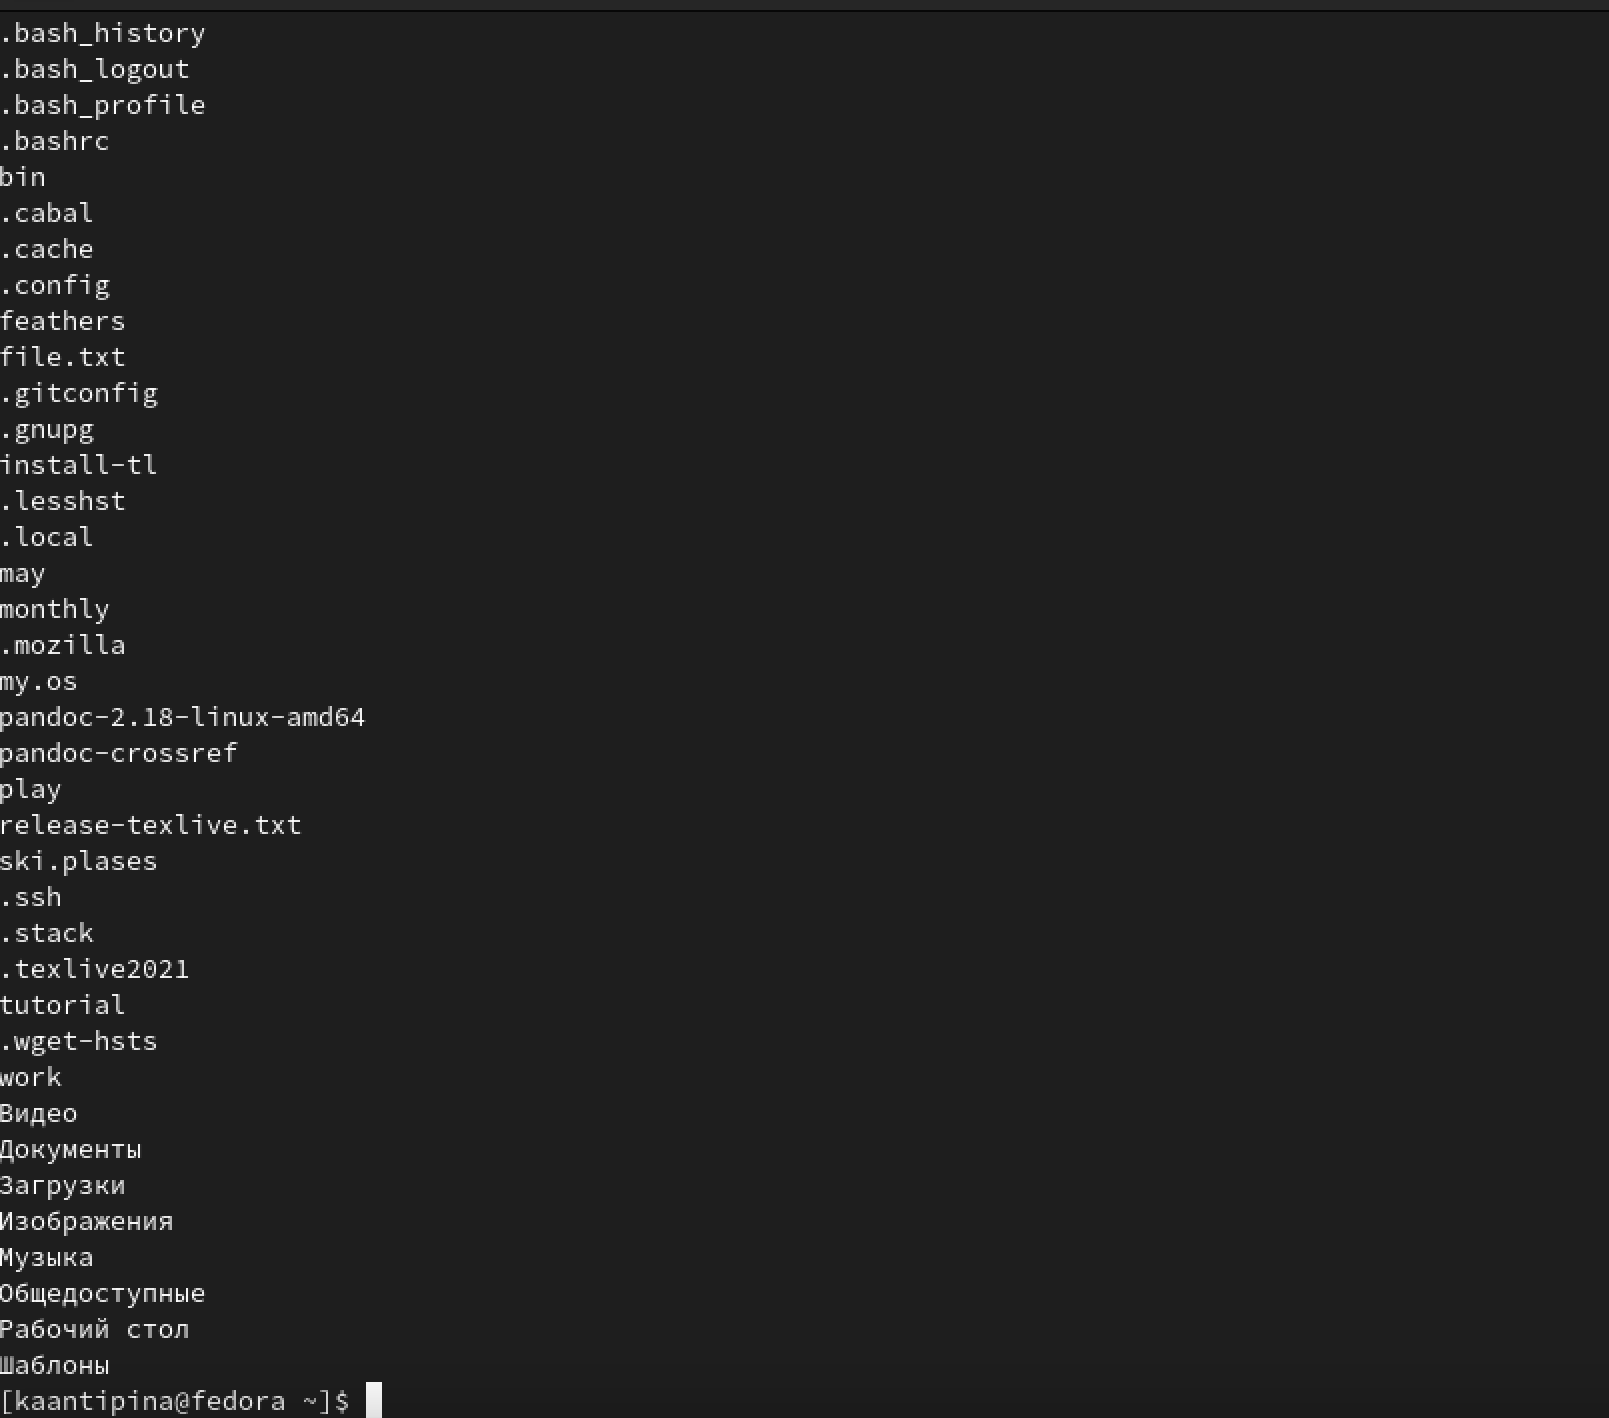 .bash_history
.bash_logout
.bash_profile
.bashrc
bin
.cabal
.cache
.config
feathers
file.txt
.gitconfig
.gnupg
install-tl
.lesshst
.local
may
monthly
.mozilla
my.os
pandoc-2.18-linux-amd64
pandoc-crossref
play
release-texlive.txt
ski.plases
.ssh
.stack
.texlive2021
tutorial
.wget-hsts
work
Видео
Документы
Загрузки
Изображения
Музыка
Общедоступные
Рабочий стол
Шаблоны
[kaantipina@fedora ~]$